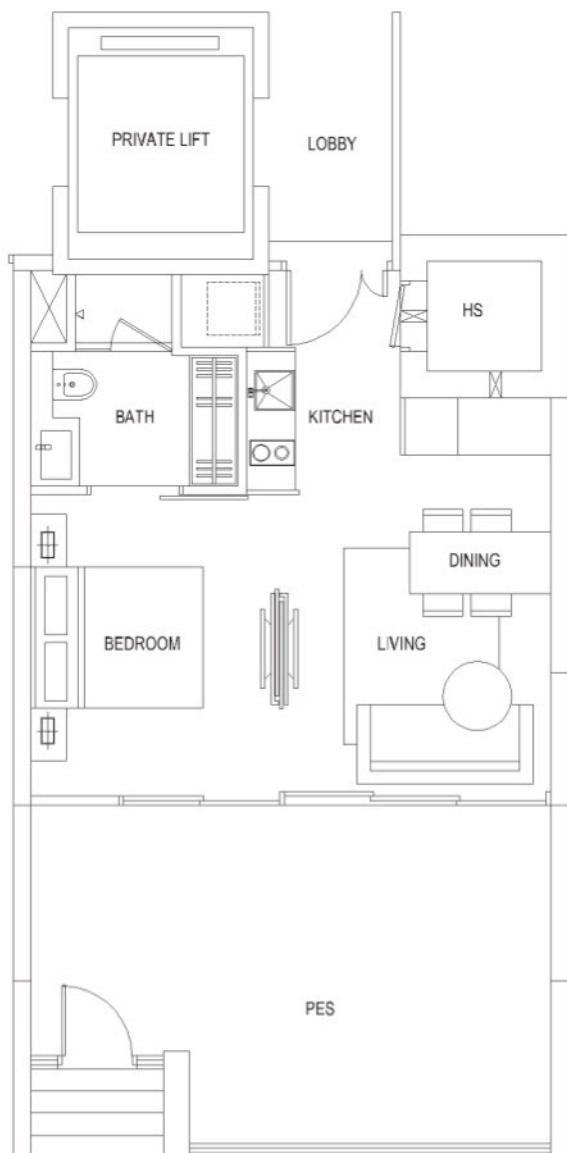 PRIVATE LIFT
LOBBY
HS
BATH
KITCHEN
DINING
BEDROOM
LIVING
PES